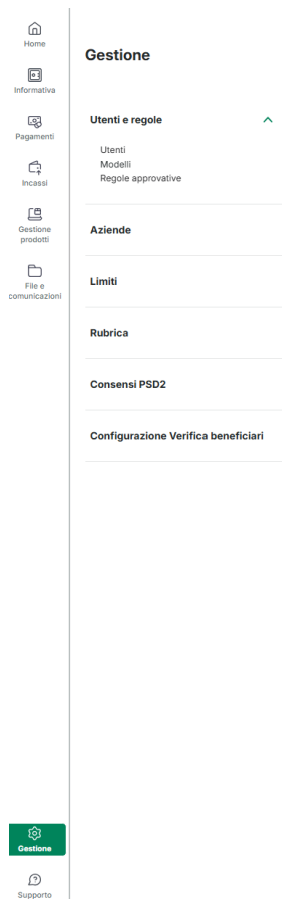 Home
Informativa
Pagamenti
Incassi
Gestione
prodotti
File e
comunicazioni
Gestione
Supporto
Gestione
Utenti e regole
Utenti
Modelli
Regole approvative
Aziende
Limiti
Rubrica
Consensi PSD2
Configurazione Verifica beneficiari